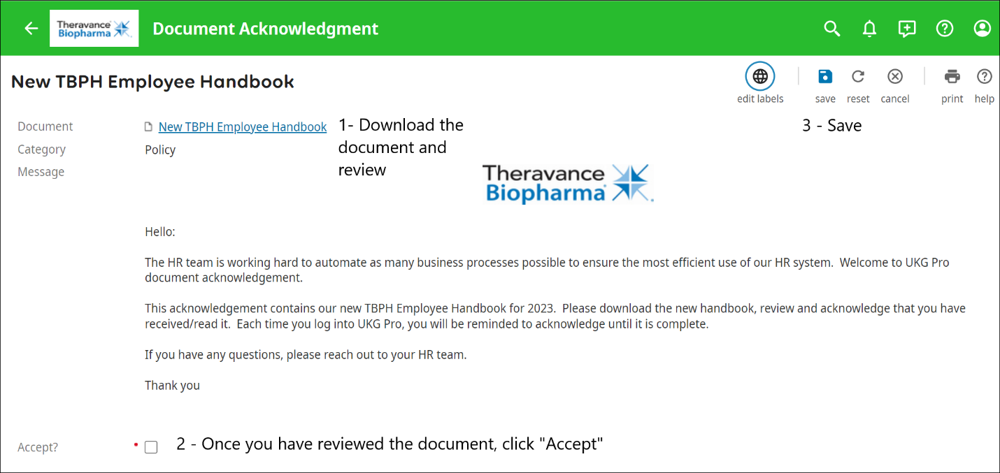 Theravance
Biopharma
Document Acknowledgment
New TBPH Employee Handbook
edit labels
save
reset
cancel
print
help
Document
New TBPH Employee Handbook
1- Download the
document and
review
3 - Save
Category
Policy
Message
Theravance
Biopharma
Hello:
The HR team is working hard to automate as many business processes possible to ensure the most efficient use of our HR system.  Welcome to UKG Pro
document acknowledgement.
This acknowledgement contains our new TBPH Employee Handbook for 2023.  Please download the new handbook, review and acknowledge that you have
received/read it.  Each time you log into UKG Pro, you will be reminded to acknowledge until it is complete.
If you have any questions, please reach out to your HR team.
Thank you
Accept?
2 - Once you have reviewed the document, click "Accept"